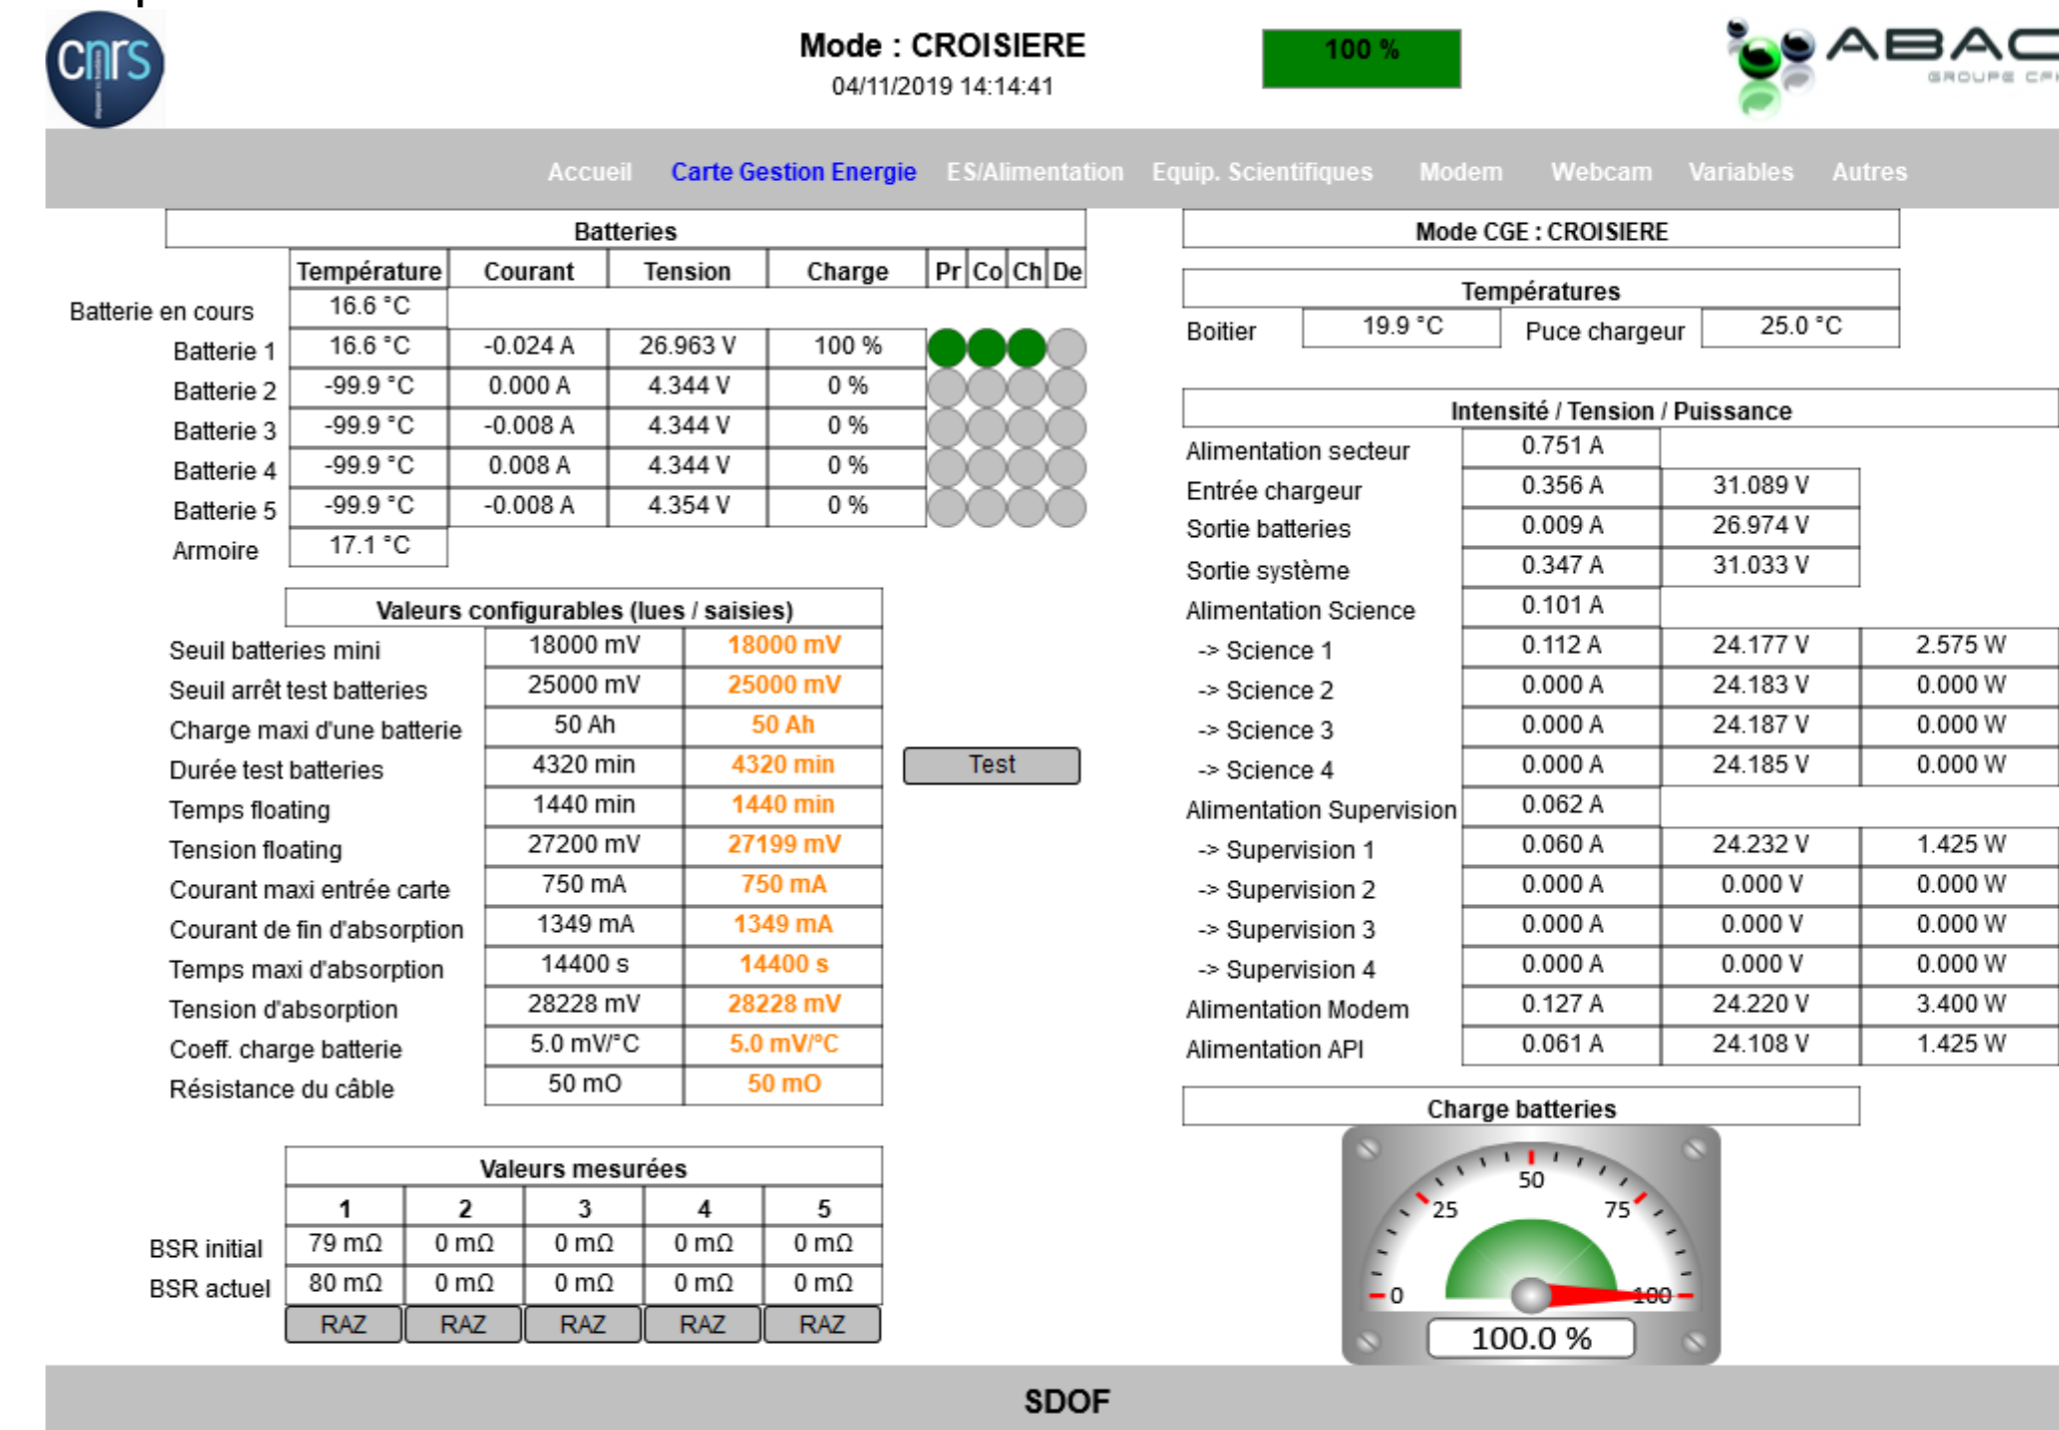 cnrs
Mode : CROISIERE
04/11/2019 14:14:41
100 %
ABAC
GROUPE
Accueil Carte Gestion Energie ES/Alimentation Equip. Scientifiques Modem Webcam Variables Autres
Batteries
Température Courant Tension Charge Pr Co Ch De
Batterie en cours 16.6 °C
Batterie 1 16.6 °C -0.024 A 26.963 V 100 %
Batterie 2 -99.9 °C 0.000 A 4.344 V 0 %
Batterie 3 -99.9 °C -0.008 A 4.344 V 0 %
Batterie 4 -99.9 °C 0.008 A 4.344 V 0 %
Batterie 5 -99.9 °C -0.008 A 4.354 V 0 %
Armoire 17.1 °C
Valeurs configurables (lues / saisies)
Seuil batteries mini 18000 mV 18000 mV
Seuil arrêt test batteries 25000 mV 25000 mV
Charge maxi d'une batterie 50 Ah 50 Ah
Durée test batteries 4320 min 4320 min Test
Temps floating 1440 min 1440 min
Tension floating 27200 mV 27199 mV
Courant maxi entrée carte 750 mA 750 mA
Courant de fin d'absorption 1349 mA 1349 mA
Temps maxi d'absorption 14400 s 14400 s
Tension d'absorption 28228 mV 28228 mV
Coeff. charge batterie 5.0 mV/°C 5.0 mV/°C
Résistance du câble 50 mO 50 mO
Valeurs mesurées
1 2 3 4 5
BSR initial 79 mΩ 0 mΩ 0 mΩ 0 mΩ 0 mΩ
BSR actuel 80 mΩ 0 mΩ 0 mΩ 0 mΩ 0 mΩ
RAZ RAZ RAZ RAZ RAZ
Mode CGE : CROISIERE
Températures
Boitier 19.9 °C Puce chargeur 25.0 °C
Intensité / Tension / Puissance
Alimentation secteur 0.751 A
Entrée chargeur 0.356 A 31.089 V
Sortie batteries 0.009 A 26.974 V
Sortie système 0.347 A 31.033 V
Alimentation Science 0.101 A
-> Science 1 0.112 A 24.177 V 2.575 W
-> Science 2 0.000 A 24.183 V 0.000 W
-> Science 3 0.000 A 24.187 V 0.000 W
-> Science 4 0.000 A 24.185 V 0.000 W
Alimentation Supervision 0.062 A
-> Supervision 1 0.060 A 24.232 V 1.425 W
-> Supervision 2 0.000 A 0.000 V 0.000 W
-> Supervision 3 0.000 A 0.000 V 0.000 W
-> Supervision 4 0.000 A 0.000 V 0.000 W
Alimentation Modem 0.127 A 24.220 V 3.400 W
Alimentation API 0.061 A 24.108 V 1.425 W
Charge batteries
0 25 50 75 100
100.0 %
SDOF